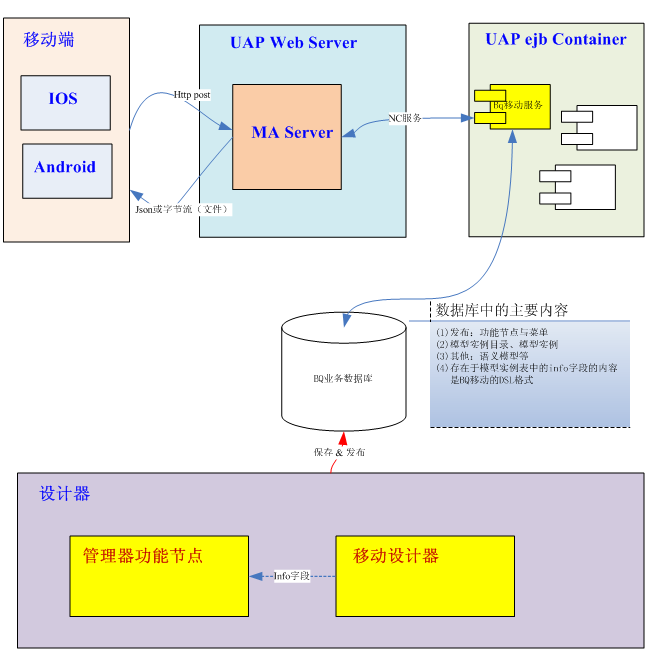 移动端
UAP Web Server
UAP ejb Container
IOS
Android
Http post
MA Server
NC服务
Bq移动服务
Json或字节流（文件）
数据库中的主要内容
(1)发布：功能节点与菜单
(2)模型实例目录、模型实例
(3)其他：语义模型等
(4)存在于模型实例表中的info字段的内容
是BQ移动的DSL格式
BQ业务数据库
保存 & 发布
设计器
管理器功能节点
移动设计器
Info字段